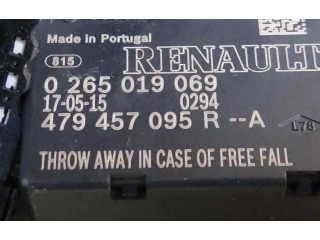 Made in Portugal
815 RENAULT
0 265 019 069
17-05-15 0294
479 457 095 R --A
L78
THROW AWAY IN CASE OF FREE FALL